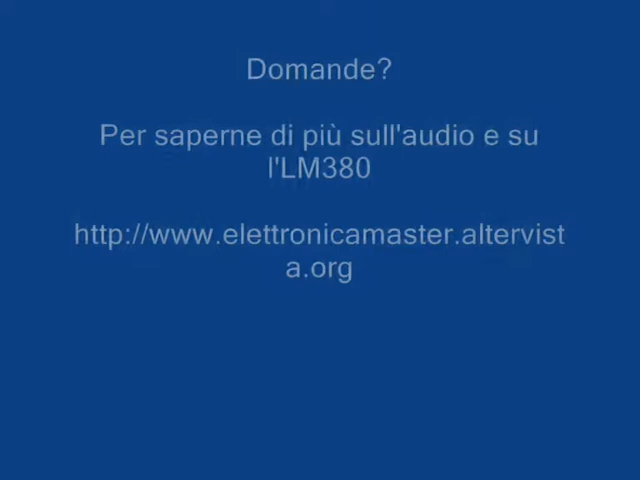 Domande?
Per saperne di più sull'audio e su
l'LM380
http://www.elettronicamaster.altervist
a.org